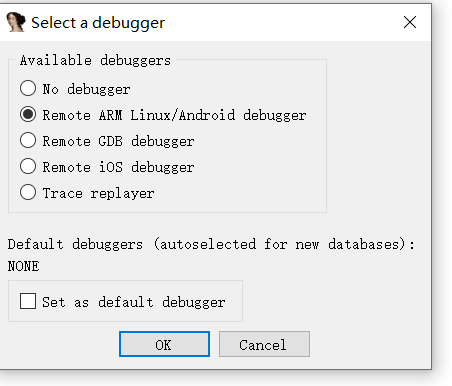 Select a debugger
Available debuggers
No debugger
Remote ARM Linux/Android debugger
Remote GDB debugger
Remote iOS debugger
Trace replayer
Default debuggers (autoselected for new databases):
NONE
Set as default debugger
OK Cancel